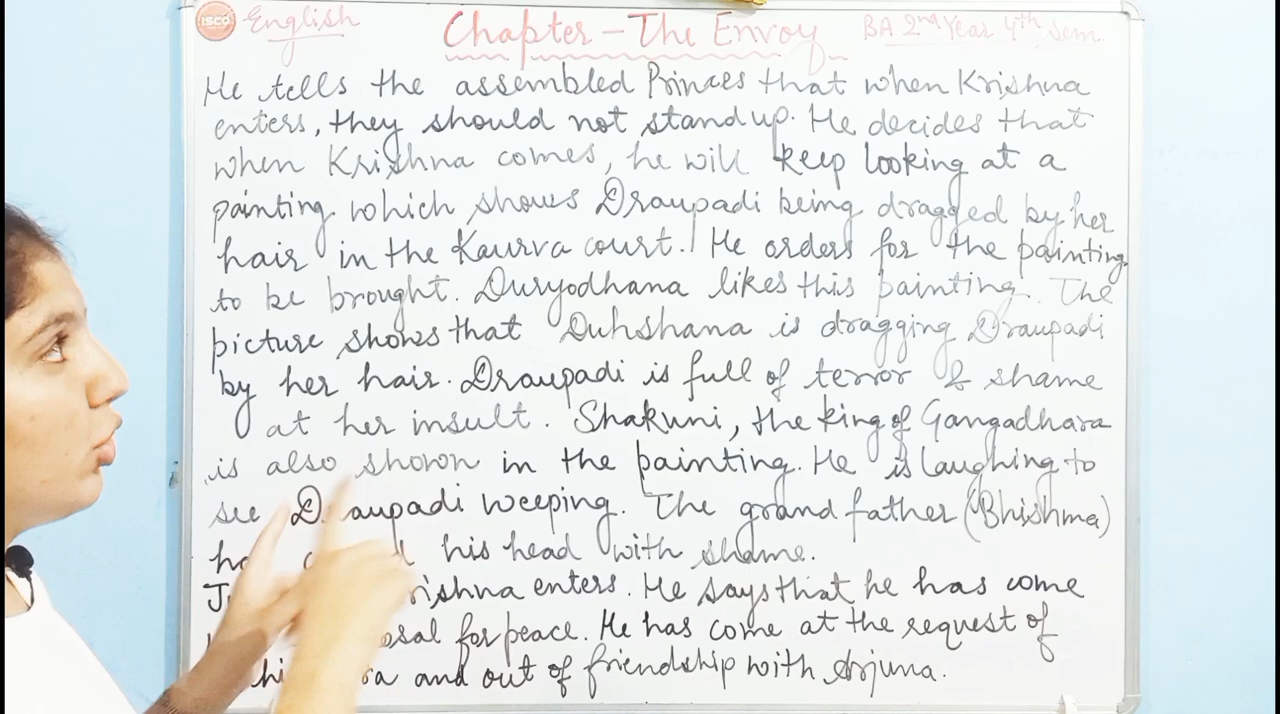 ISCO
English
Chapter - The Envoy
BA 2nd Year 4th Sem.
He tells the assembled Princes that when Krishna
enters, they should not stand up. He decides that
when Krishna comes, he will keep looking at a
painting which shows Draupadi being dragged by her
hair in the Kaurva court. He orders for the painting
to be brought. Duryodhana likes this painting. The
picture shows that Duhshana is dragging Draupadi
by her hair. Draupadi is full of terror & shame
at her insult. Shakuni, the king of Gangadhara
is also shown in the painting. He is laughing to
see Draupadi weeping. The grand father (Bhishma)
his head with shame.
enters. He says that he has come
for peace. He has come at the request of
and out of friendship with Arjuna.